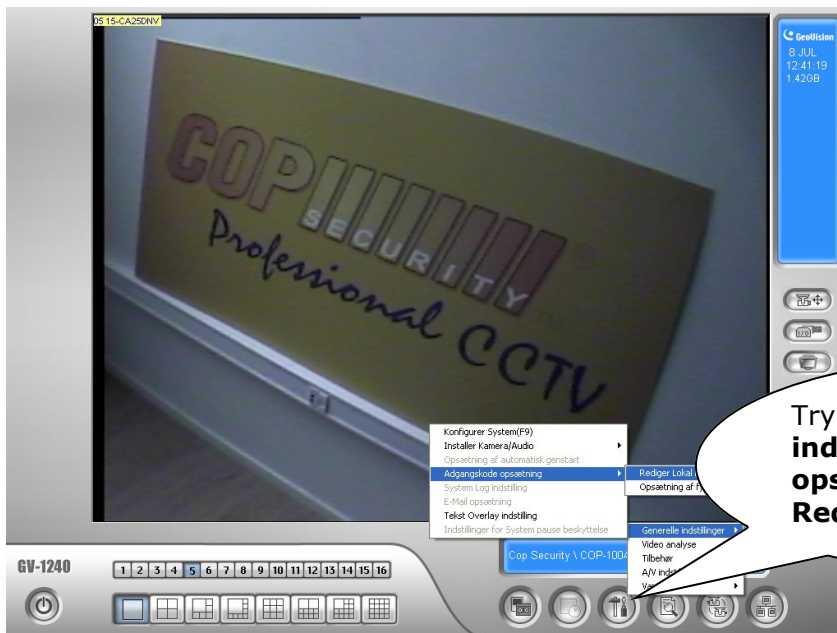 05 15-CA25DNV
GeoVision
8 JUL
12:41:19
1.42GB
COP
SECURITY
®
Professional CCTV
I/O
Konfigurer System(F9)
Installer Kamera/Audio
Opsætning af automatisk genstart
Adgangskode opsætning
System Log indstilling
E-Mail opsætning
Tekst Overlay indstilling
Indstillinger for System pause beskyttelse
Rediger Lokal
Opsætning af
Generelle indstillinger
Video analyse
Tilbehør
A/V
Try
ind
ops
Red
Cop Security \ COP-1004
GV-1240
1 2 3 4 5 6 7 8 9 10 11 12 13 14 15 16